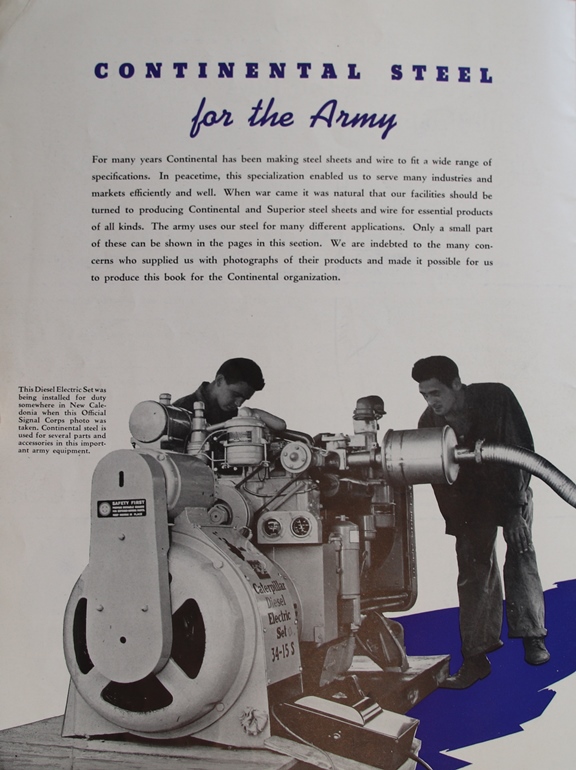 CONTINENTAL STEEL
for the Army
For many years Continental has been making steel sheets and wire to fit a wide range of
specifications. In peacetime, this specialization enabled us to serve many industries and
markets efficiently and well. When war came it was natural that our facilities should be
turned to producing Continental and Superior steel sheets and wire for essential products
of all kinds. The army uses our steel for many different applications. Only a small part
of these can be shown in the pages in this section. We are indebted to the many con-
cerns who supplied us with photographs of their products and made it possible for us
to produce this book for the Continental organization.
This Diesel Electric Set was
being installed for duty
somewhere in New Cale-
donia when this Official
Signal Corps photo was
taken. Continental steel is
used for several parts and
accessories in this import-
ant army equipment.
SAFETY FIRST
Caterpillar
Diesel
Electric
Set
34-15 S